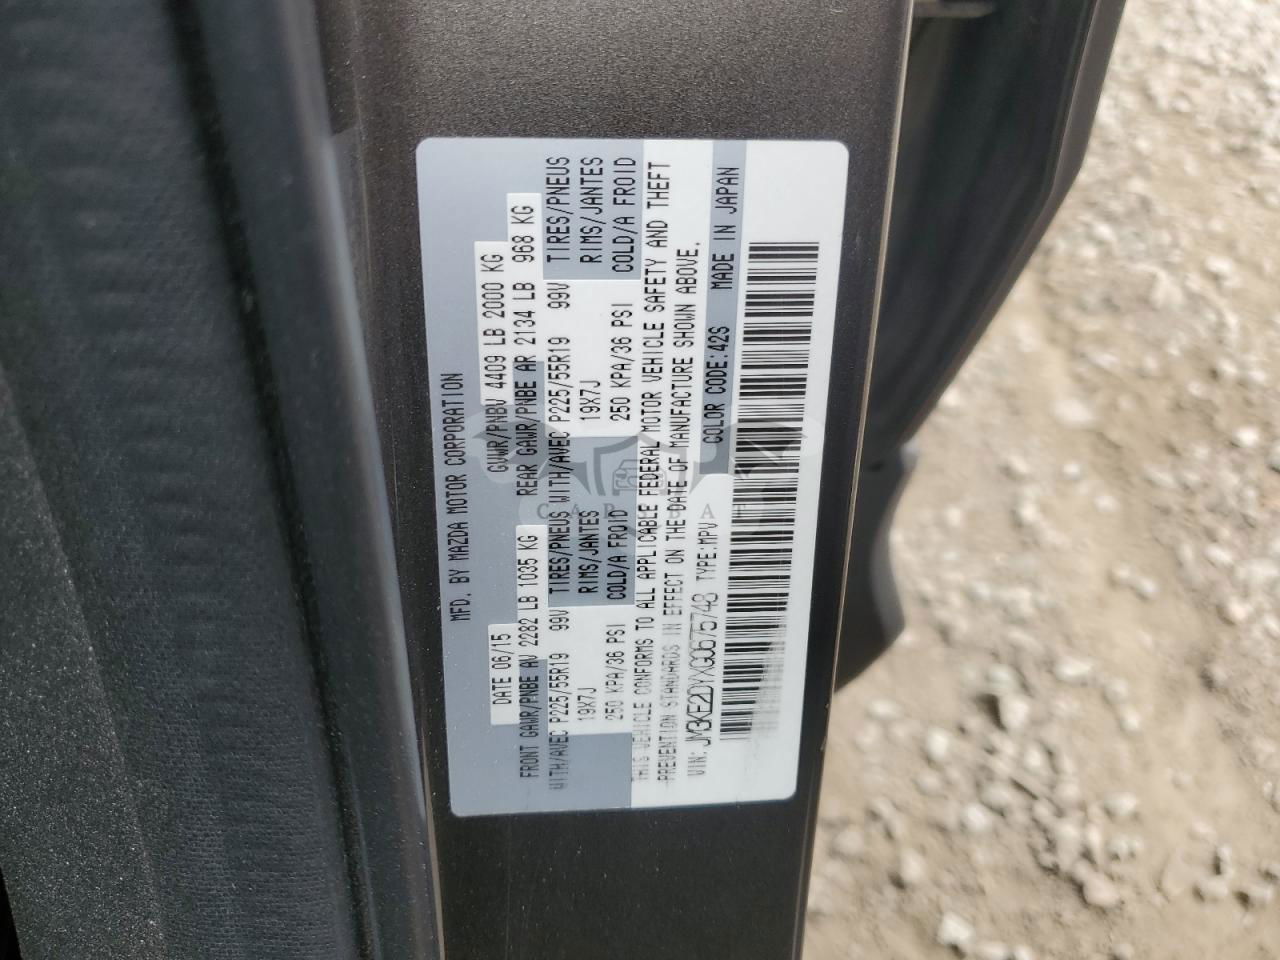 MFD. BY MAZDA MOTOR CORPORATION
DATE 06/15 GVWR/PNBV 4409 LB 2000 KG
FRONT GAWR/PNBE AV 2282 LB 1035 KG REAR GAWR/PNBE AR 2134 LB 968 KG
WITH/AVEC P225/55R19 99V TIRES/PNEUS WITH/AVEC P225/55R19 99V TIRES/PNEUS
19X7J RIMS/JANTES 19X7J RIMS/JANTES
250 KPA/36 PSI COLD/A FROID 250 KPA/36 PSI COLD/A FROID
THIS VEHICLE CONFORMS TO ALL APPLICABLE FEDERAL MOTOR VEHICLE SAFETY AND THEFT
PREVENTION STANDARDS IN EFFECT ON THE DATE OF MANUFACTURE SHOWN ABOVE.
VIN: JM3KE2DYXG0675748 TYPE:MPV COLOR CODE:42S MADE IN JAPAN